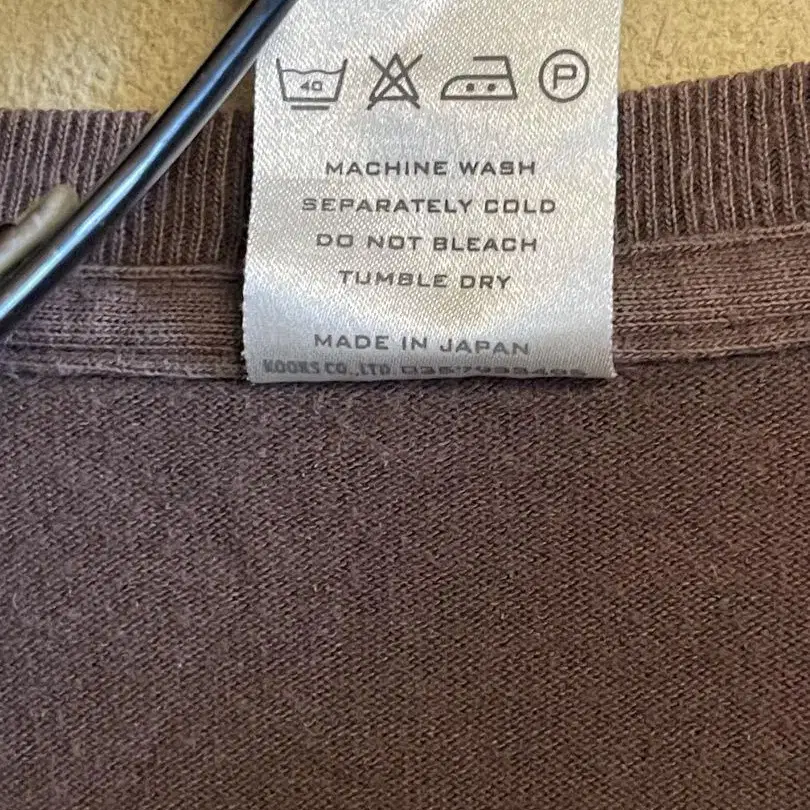 40 P
MACHINE WASH
SEPARATELY COLD
DO NOT BLEACH
TUMBLE DRY
MADE IN JAPAN
KOOKS CO., LTD.